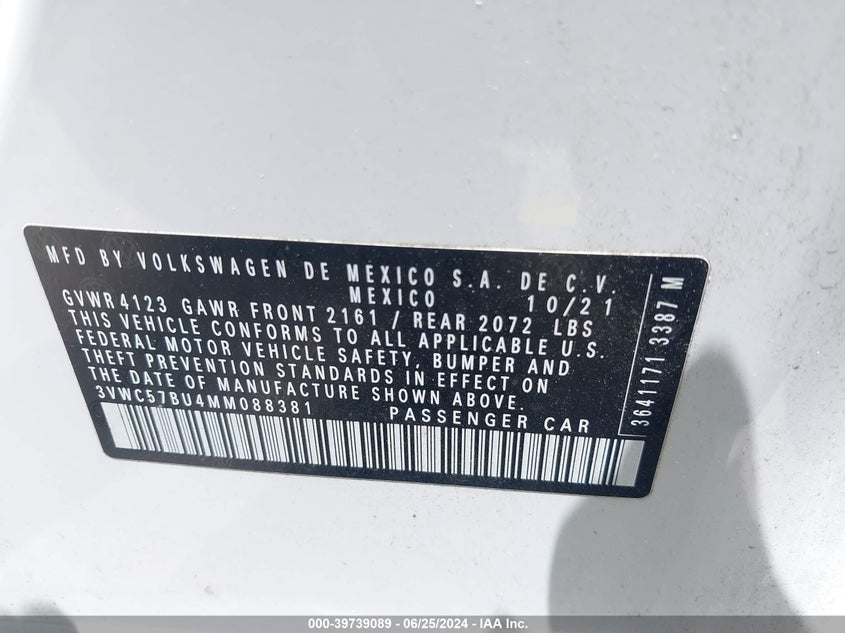 MFD BY VOLKSWAGEN DE MEXICO S.A. DE C.V.
MEXICO 10/21
GVWR 4123 GAWR FRONT 2161 / REAR 2072 LBS
THIS VEHICLE CONFORMS TO ALL APPLICABLE U.S.
FEDERAL MOTOR VEHICLE SAFETY, BUMPER AND
THEFT PREVENTION STANDARDS IN EFFECT ON
THE DATE OF MANUFACTURE SHOWN ABOVE.
3VWC57BU4MM088381 PASSENGER CAR
3641171 3387 M
000-39739089 - 06/25/2024 - IAA Inc.